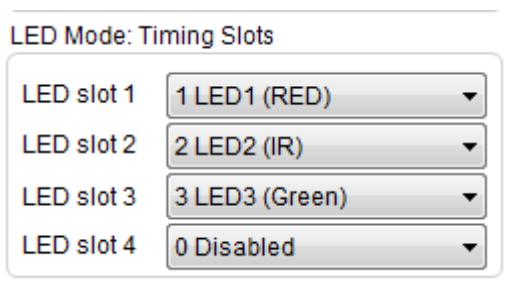 LED Mode: Timing Slots
LED slot 1 1 LED1 (RED)
LED slot 2 2 LED2 (IR)
LED slot 3 3 LED3 (Green)
LED slot 4 0 Disabled